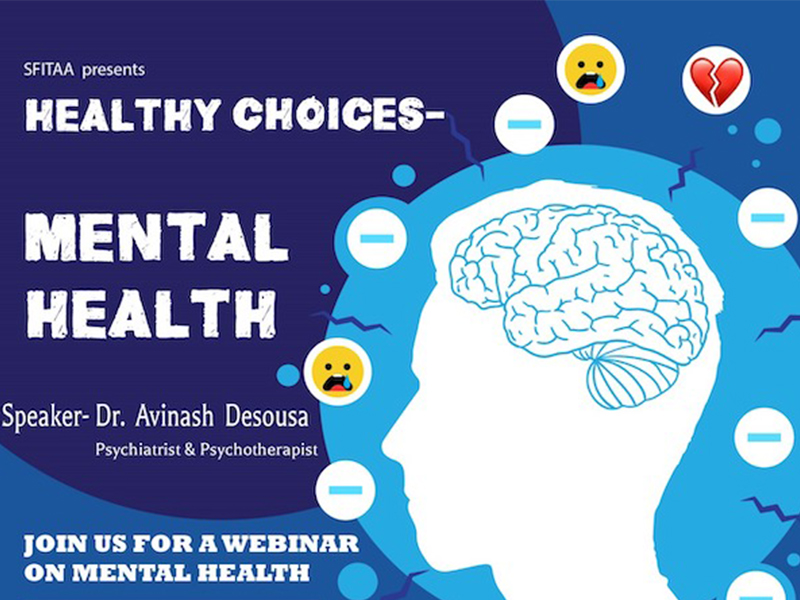 SFITAA presents
HEALTHY CHOICES-
MENTAL
HEALTH
Speaker- Dr. Avinash Desousa
Psychiatrist & Psychotherapist
JOIN US FOR A WEBINAR
ON MENTAL HEALTH